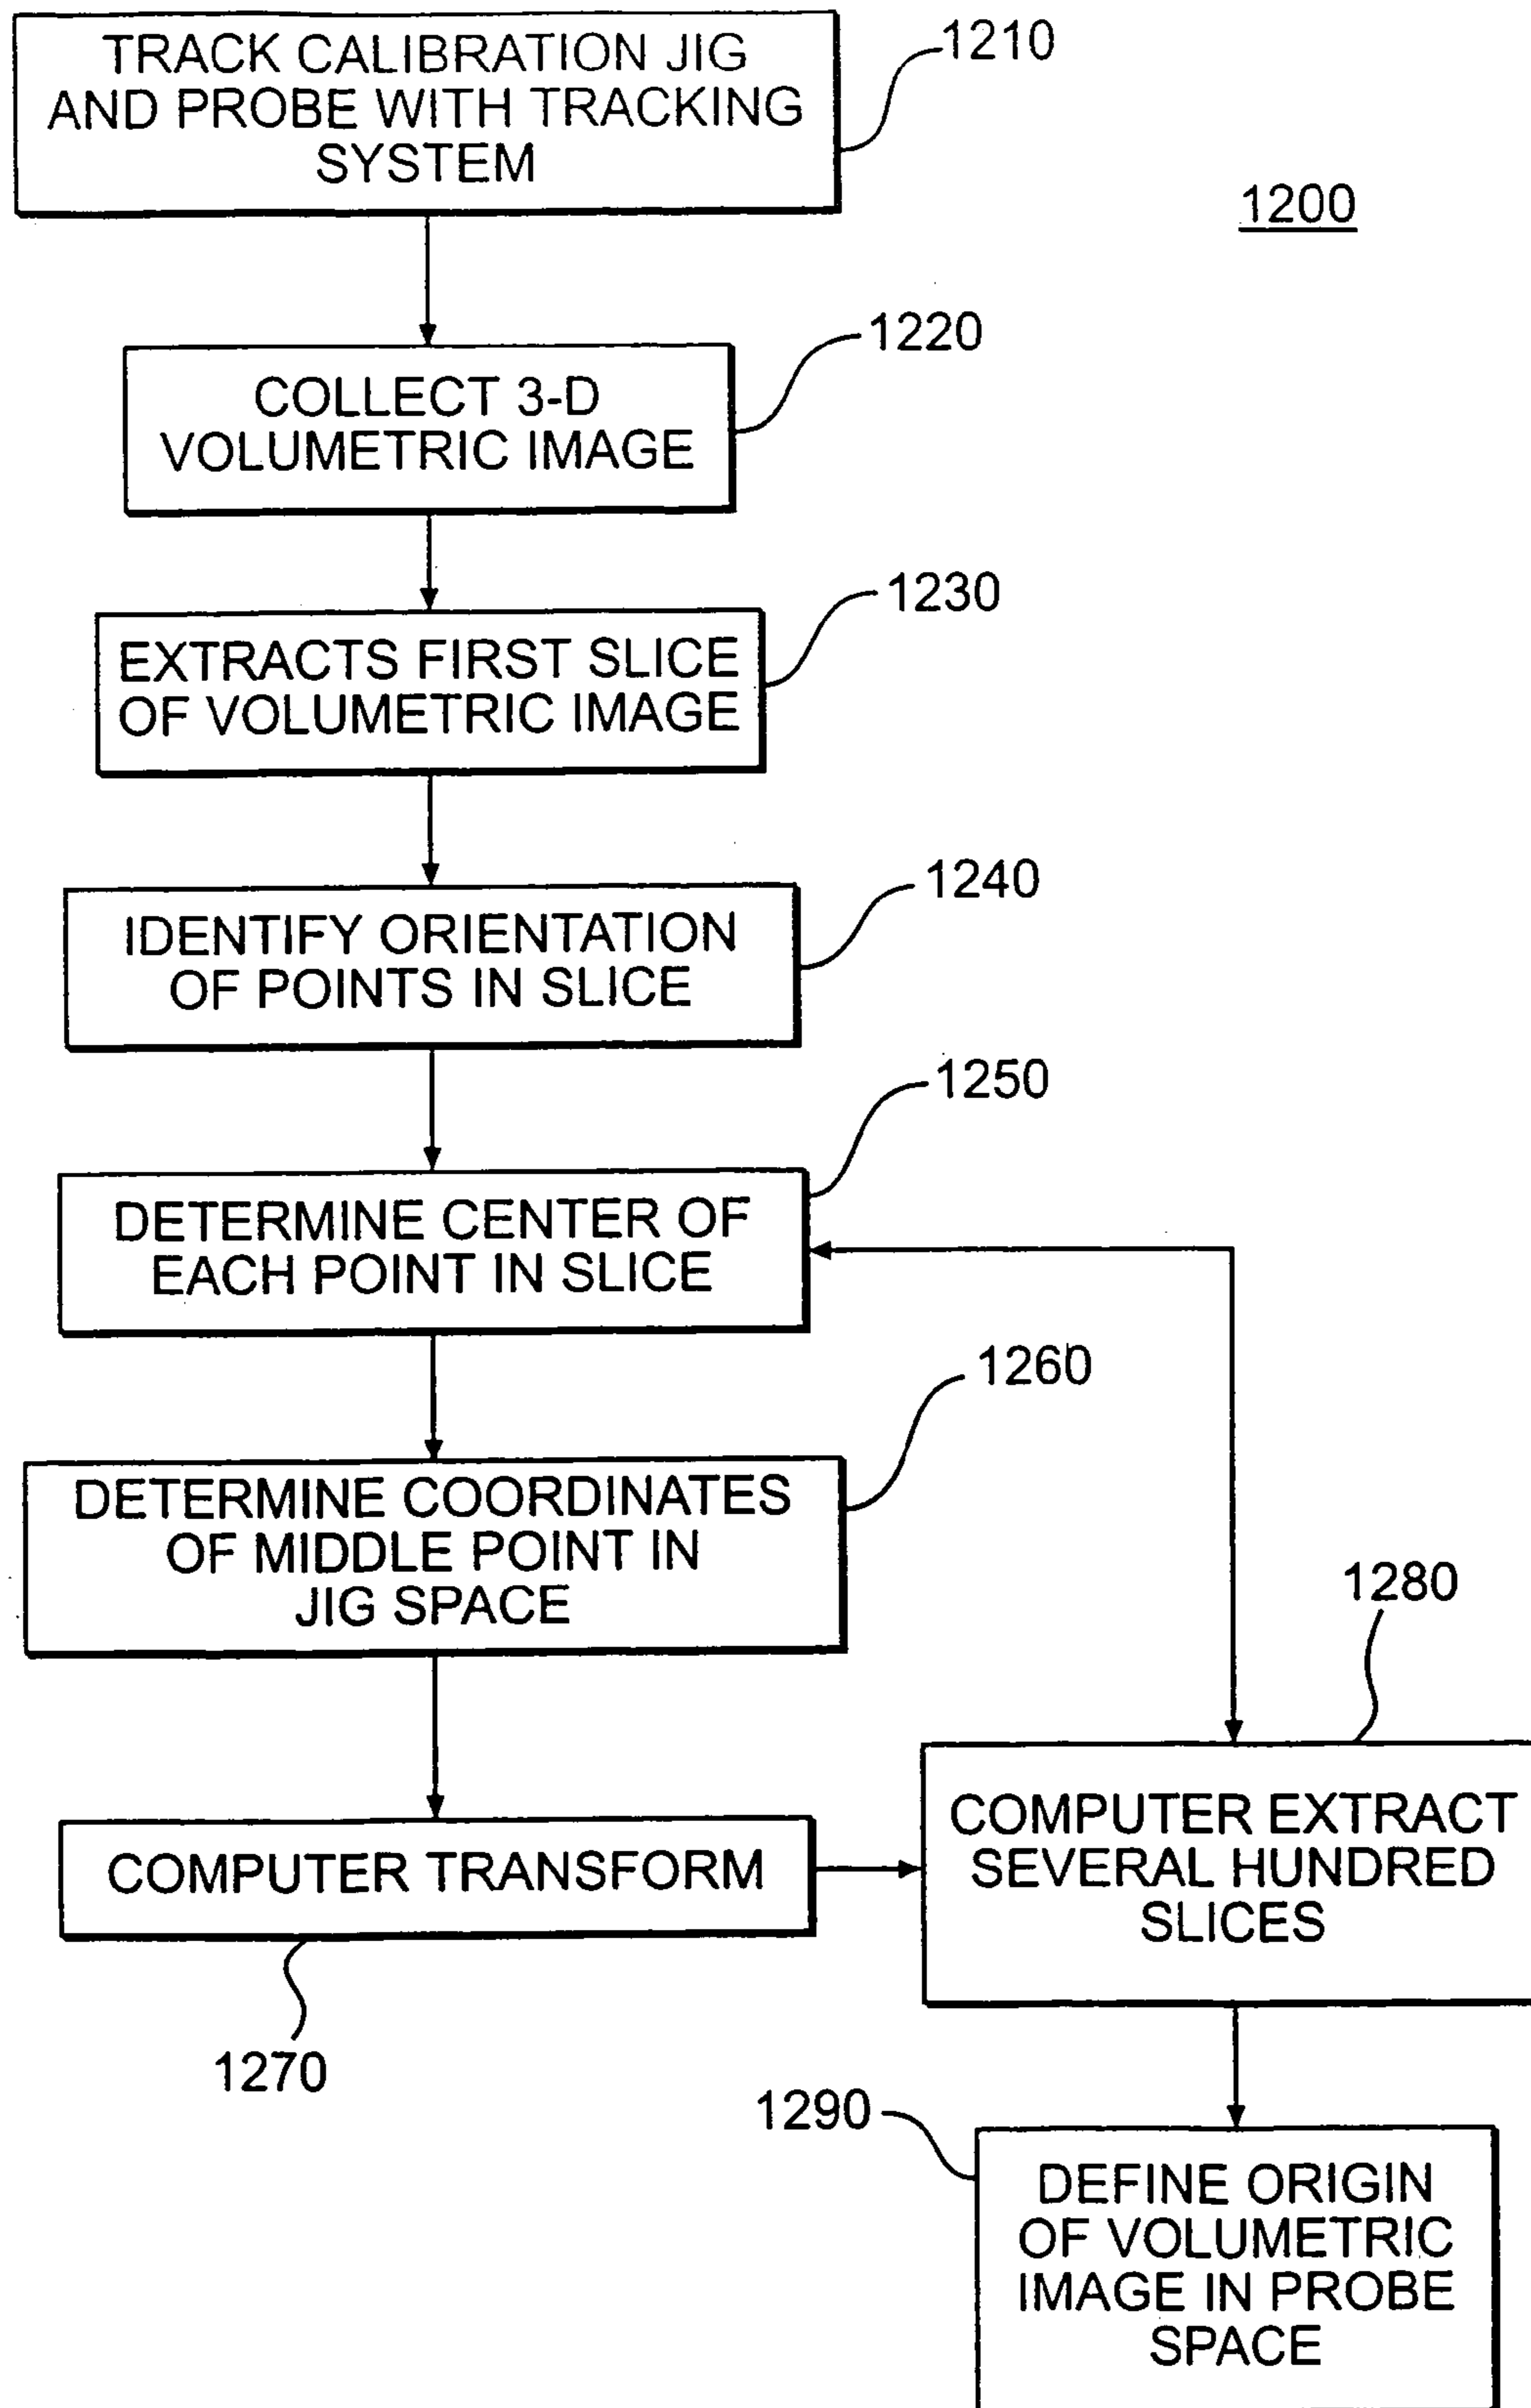 TRACK CALIBRATION JIG
AND PROBE WITH TRACKING
SYSTEM
1210
1200
1220
COLLECT 3-D
VOLUMETRIC IMAGE
1230
EXTRACTS FIRST SLICE
OF VOLUMETRIC IMAGE
1240
IDENTIFY ORIENTATION
OF POINTS IN SLICE
1250
DETERMINE CENTER OF
EACH POINT IN SLICE
1260
DETERMINE COORDINATES
OF MIDDLE POINT IN
JIG SPACE
1280
COMPUTER TRANSFORM
1270
COMPUTER EXTRACT
SEVERAL HUNDRED
SLICES
1290
DEFINE ORIGIN
OF VOLUMETRIC
IMAGE IN PROBE
SPACE